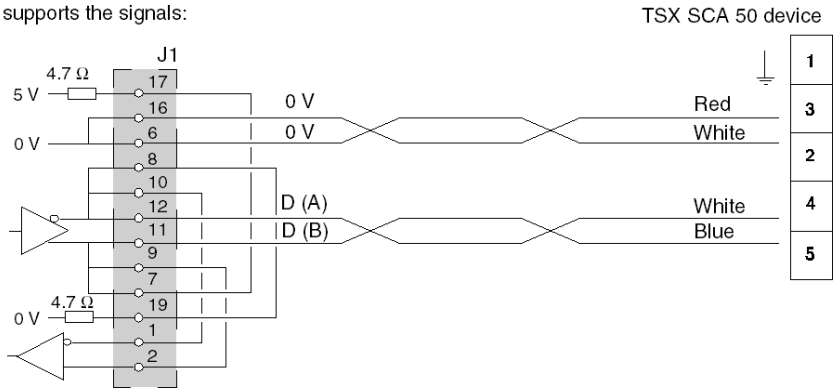 supports the signals:
TSX SCA 50 device
J1
1
4.7 Ω
17
5 V
16
0 V
Red
3
6
0 V
White
0 V
8
2
10
12
D (A)
White
4
11
D (B)
Blue
9
5
7
4.7 Ω
19
0 V
1
2